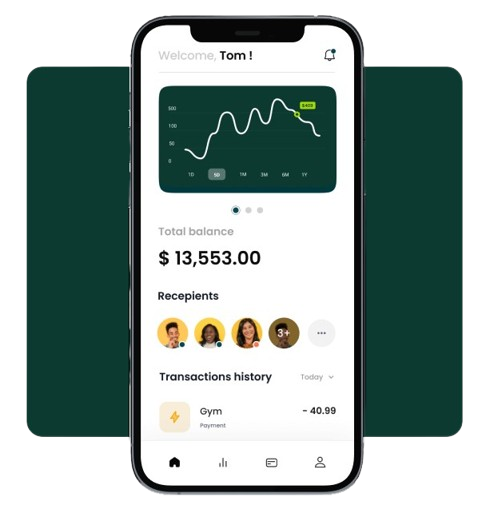 Welcome, Tom !
$400
500
100
50
0
1D 5D 1M 3M 6M 1Y
Total balance
$ 13,553.00
Recepients
3+
Transactions history Today
Gym - 40.99
Payment